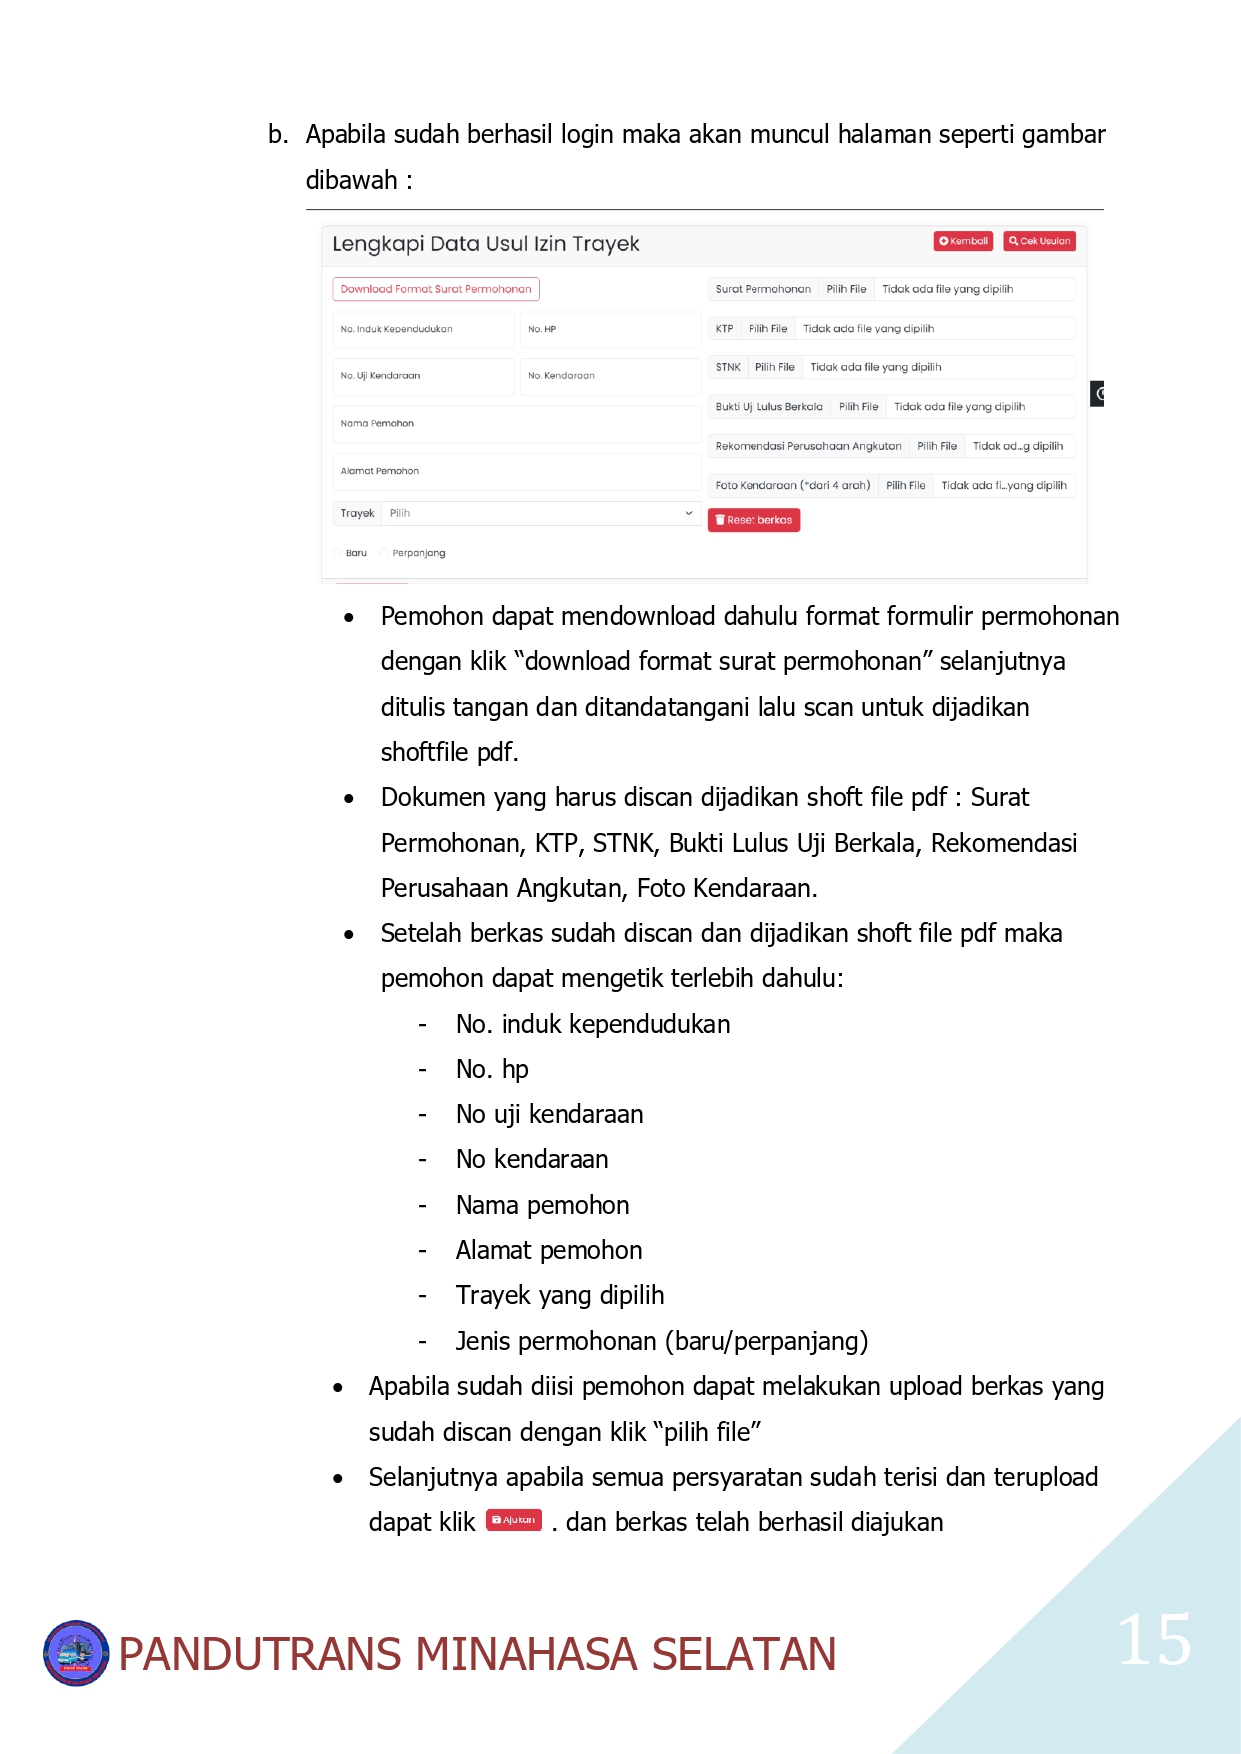 b. Apabila sudah berhasil login maka akan muncul halaman seperti gambar
dibawah :
Lengkapi Data Usul Izin Trayek
Kembali
Cek Usulan
Download Format Surat Permohonan
No. Induk Kependudukan
No. HP
No. Uji Kendaraan
No. Kendaraan
Nama Pemohon
Alamat Pemohon
Trayek Pilih
Baru Perpanjang
Surat Permohonan Pilih File Tidak ada file yang dipilih
KTP Pilih File Tidak ada file yang dipilih
STNK Pilih File Tidak ada file yang dipilih
Bukti Uji Lulus Berkala Pilih File Tidak ada file yang dipilih
Rekomendasi Perusahaan Angkutan Pilih File Tidak ad...g dipilih
Foto Kendaraan (*dari 4 arah) Pilih File Tidak ada fi...yang dipilih
Reset berkas
• Pemohon dapat mendownload dahulu format formulir permohonan
dengan klik “download format surat permohonan” selanjutnya
ditulis tangan dan ditandatangani lalu scan untuk dijadikan
shoftfile pdf.
• Dokumen yang harus discan dijadikan shoft file pdf : Surat
Permohonan, KTP, STNK, Bukti Lulus Uji Berkala, Rekomendasi
Perusahaan Angkutan, Foto Kendaraan.
• Setelah berkas sudah discan dan dijadikan shoft file pdf maka
pemohon dapat mengetik terlebih dahulu:
- No. induk kependudukan
- No. hp
- No uji kendaraan
- No kendaraan
- Nama pemohon
- Alamat pemohon
- Trayek yang dipilih
- Jenis permohonan (baru/perpanjang)
• Apabila sudah diisi pemohon dapat melakukan upload berkas yang
sudah discan dengan klik “pilih file”
• Selanjutnya apabila semua persyaratan sudah terisi dan terupload
dapat klik Ajukan . dan berkas telah berhasil diajukan
PANDUTRANS MINAHASA SELATAN
15